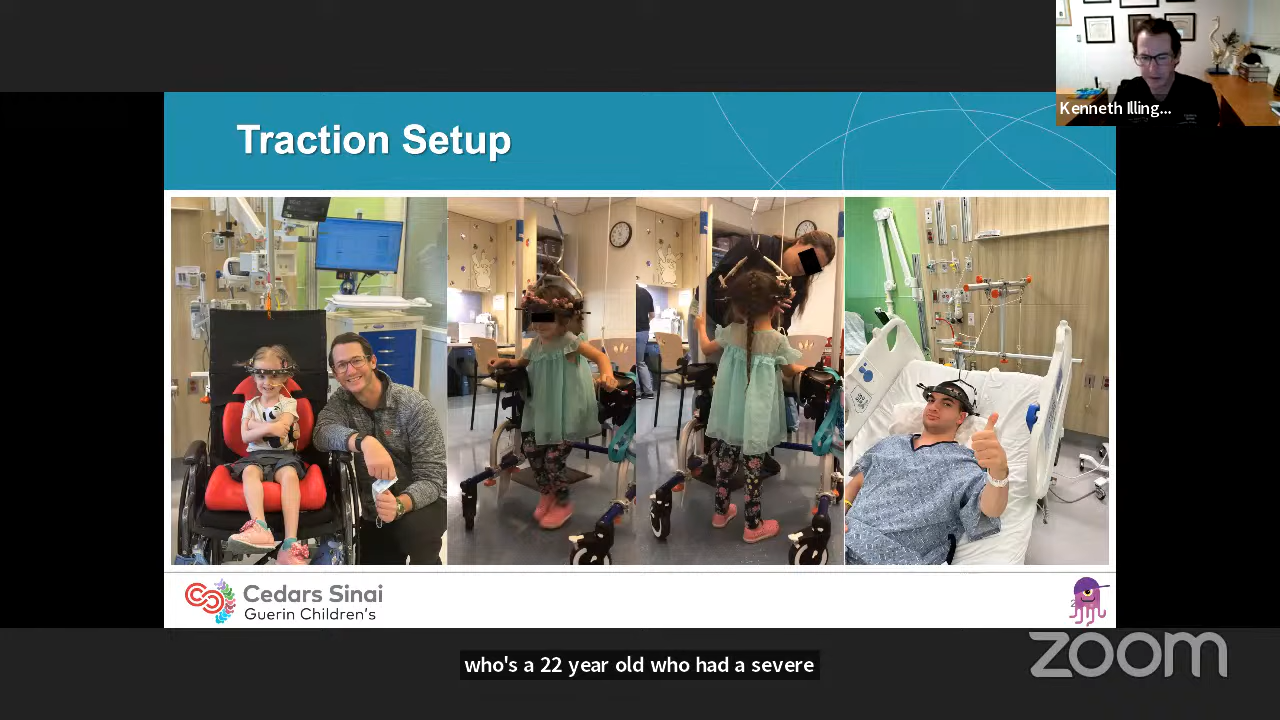 Kenneth Illing...
Traction Setup
Cedars Sinai
Guerin Children's
who's a 22 year old who had a severe
zoom